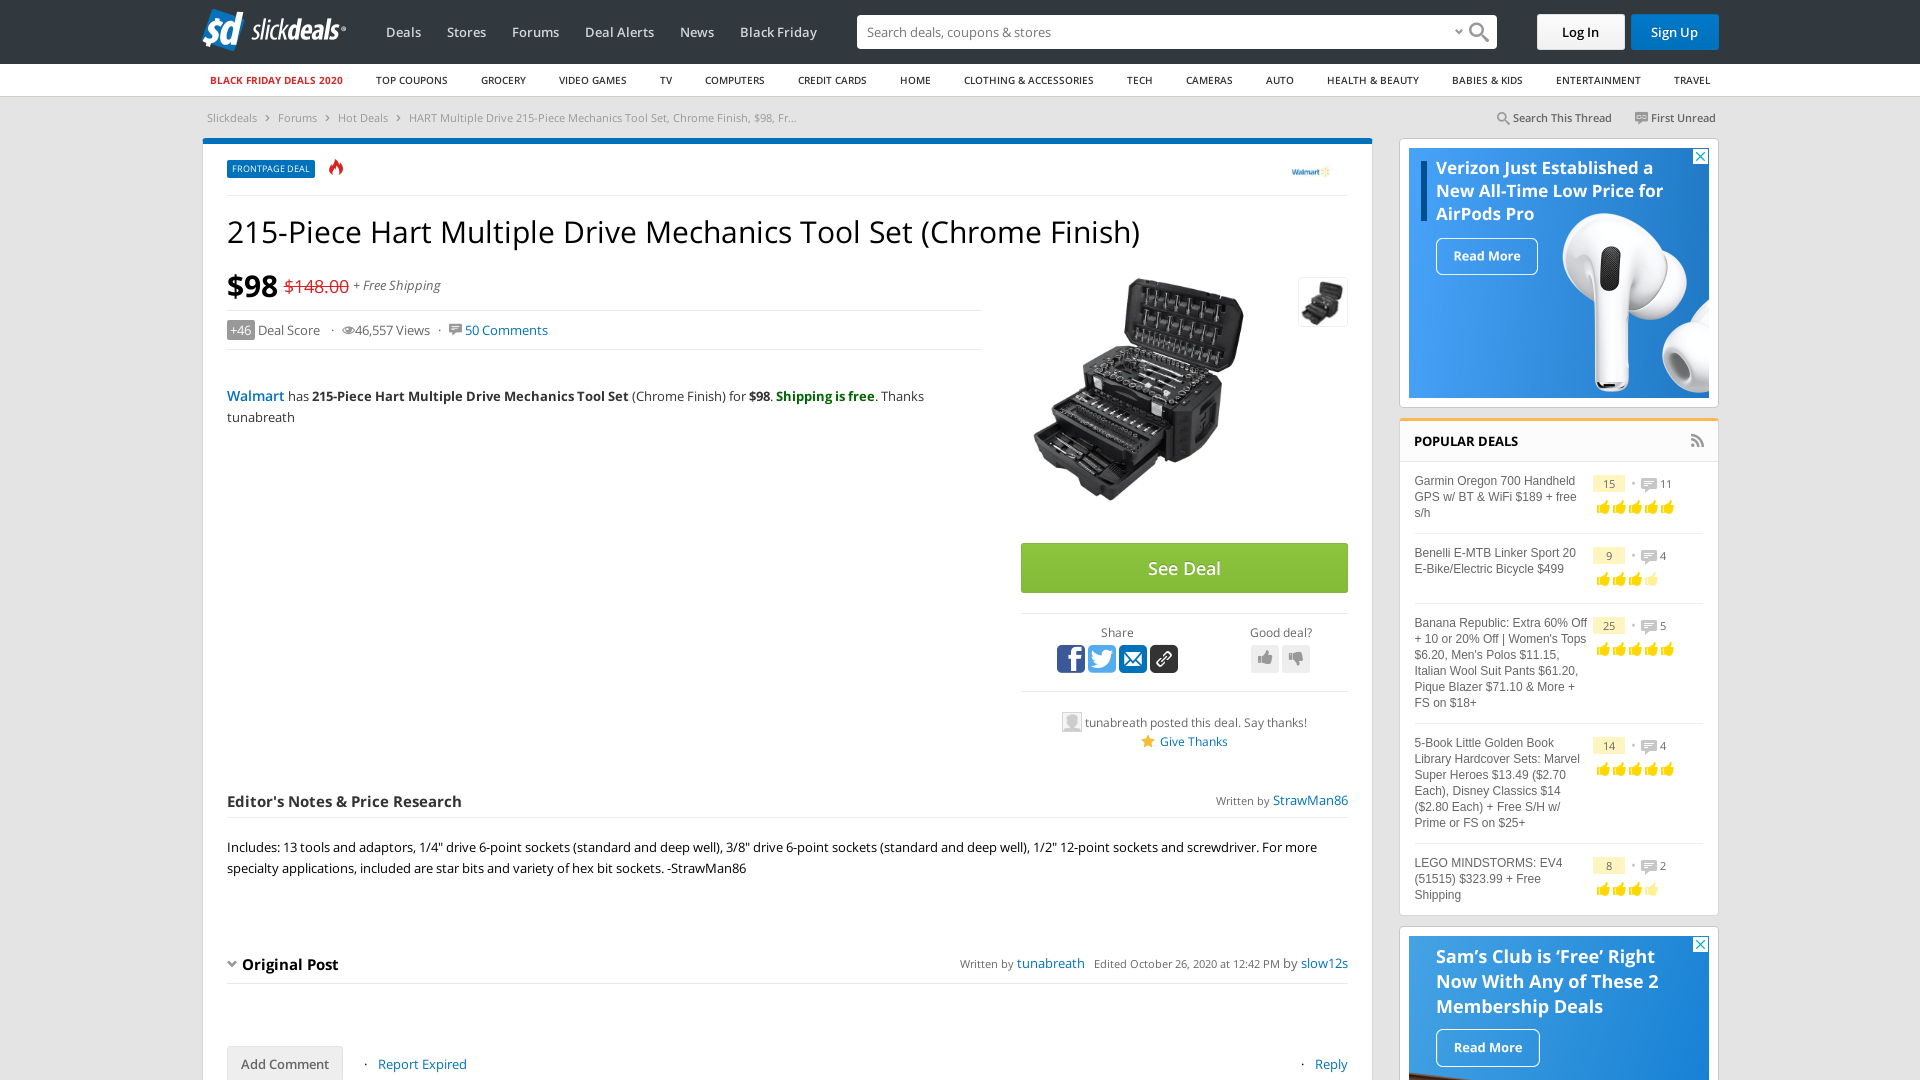 sd slickdeals
Deals
Stores
Forums
Deal Alerts
News
Black Friday
Search deals, coupons & stores
Log In
Sign Up
BLACK FRIDAY DEALS 2020
TOP COUPONS
GROCERY
VIDEO GAMES
TV
COMPUTERS
CREDIT CARDS
HOME
CLOTHING & ACCESSORIES
TECH
CAMERAS
AUTO
HEALTH & BEAUTY
BABIES & KIDS
ENTERTAINMENT
TRAVEL
Slickdeals › Forums › Hot Deals › HART Multiple Drive 215-Piece Mechanics Tool Set, Chrome Finish, $98, Fr...
Search This Thread
First Unread
FRONTPAGE DEAL
Walmart
215-Piece Hart Multiple Drive Mechanics Tool Set (Chrome Finish)
$98 $148.00 + Free Shipping
+46 Deal Score · 46,557 Views · 50 Comments
Walmart has 215-Piece Hart Multiple Drive Mechanics Tool Set (Chrome Finish) for $98. Shipping is free. Thanks
tunabreath
See Deal
Share
Good deal?
tunabreath posted this deal. Say thanks!
Give Thanks
Editor's Notes & Price Research
Written by StrawMan86
Includes: 13 tools and adaptors, 1/4" drive 6-point sockets (standard and deep well), 3/8" drive 6-point sockets (standard and deep well), 1/2" 12-point sockets and screwdriver. For more
specialty applications, included are star bits and variety of hex bit sockets. -StrawMan86
Original Post
Written by tunabreath Edited October 26, 2020 at 12:42 PM by slow12s
Add Comment
· Report Expired
· Reply
Verizon Just Established a
New All-Time Low Price for
AirPods Pro
Read More
POPULAR DEALS
Garmin Oregon 700 Handheld
GPS w/ BT & WiFi $189 + free
s/h
15 • 11
Benelli E-MTB Linker Sport 20
E-Bike/Electric Bicycle $499
9 • 4
Banana Republic: Extra 60% Off
+ 10 or 20% Off | Women's Tops
$6.20, Men's Polos $11.15,
Italian Wool Suit Pants $61.20,
Pique Blazer $71.10 & More +
FS on $18+
25 • 5
5-Book Little Golden Book
Library Hardcover Sets: Marvel
Super Heroes $13.49 ($2.70
Each), Disney Classics $14
($2.80 Each) + Free S/H w/
Prime or FS on $25+
14 • 4
LEGO MINDSTORMS: EV4
(51515) $323.99 + Free
Shipping
8 • 2
Sam's Club is ‘Free’ Right
Now With Any of These 2
Membership Deals
Read More